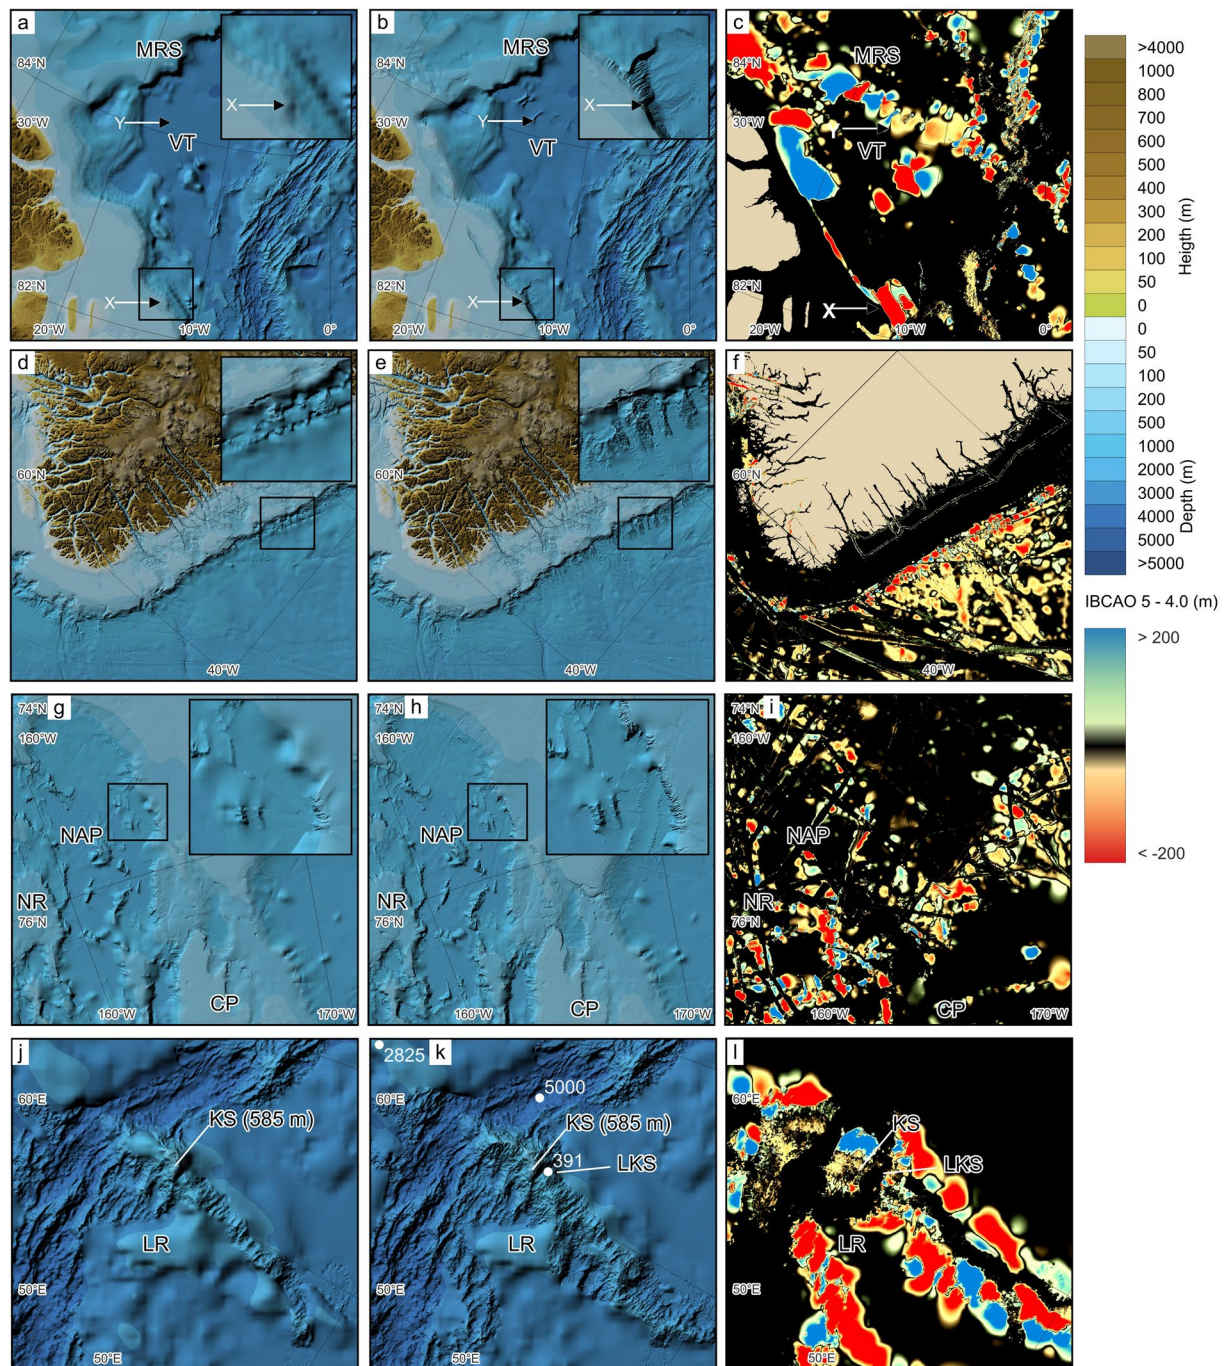 a
MRS
84°N
30°W
X
Y
VT
82°N
X
20°W
10°W
0°
b
MRS
84°N
30°W
X
Y
VT
82°N
X
20°W
10°W
0°
c
MRS
84°N
30°W
Y
VT
82°N
X
20°W
10°W
0°
d
60°N
40°W
e
60°N
40°W
f
60°N
40°W
74°N
g
160°W
NAP
NR
76°N
CP
160°W
170°W
74°N
h
160°W
NAP
NR
76°N
CP
160°W
170°W
74°N
i
160°W
NAP
NR
76°N
CP
160°W
170°W
j
60°E
KS (585 m)
LR
50°E
50°E
k
2825
5000
60°E
KS (585 m)
391
LKS
LR
50°E
50°E
l
60°E
KS
LKS
LR
50°E
50°E
>4000
1000
800
700
600
500
400
300
200
100
50
0
Heigth (m)
0
50
100
200
500
1000
2000
3000
4000
5000
>5000
Depth (m)
IBCAO 5 - 4.0 (m)
> 200
< -200